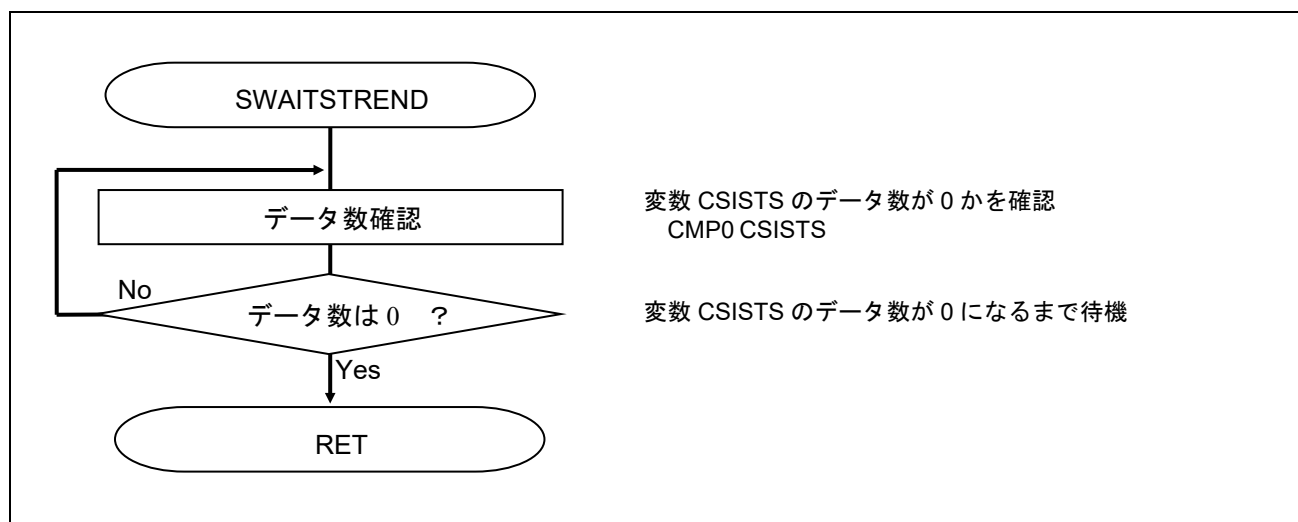 SWAITSTREND
データ数確認
変数 CSISTS のデータ数が 0 かを確認
CMP0 CSISTS
No
データ数は 0 ?
変数 CSISTS のデータ数が 0 になるまで待機
Yes
RET